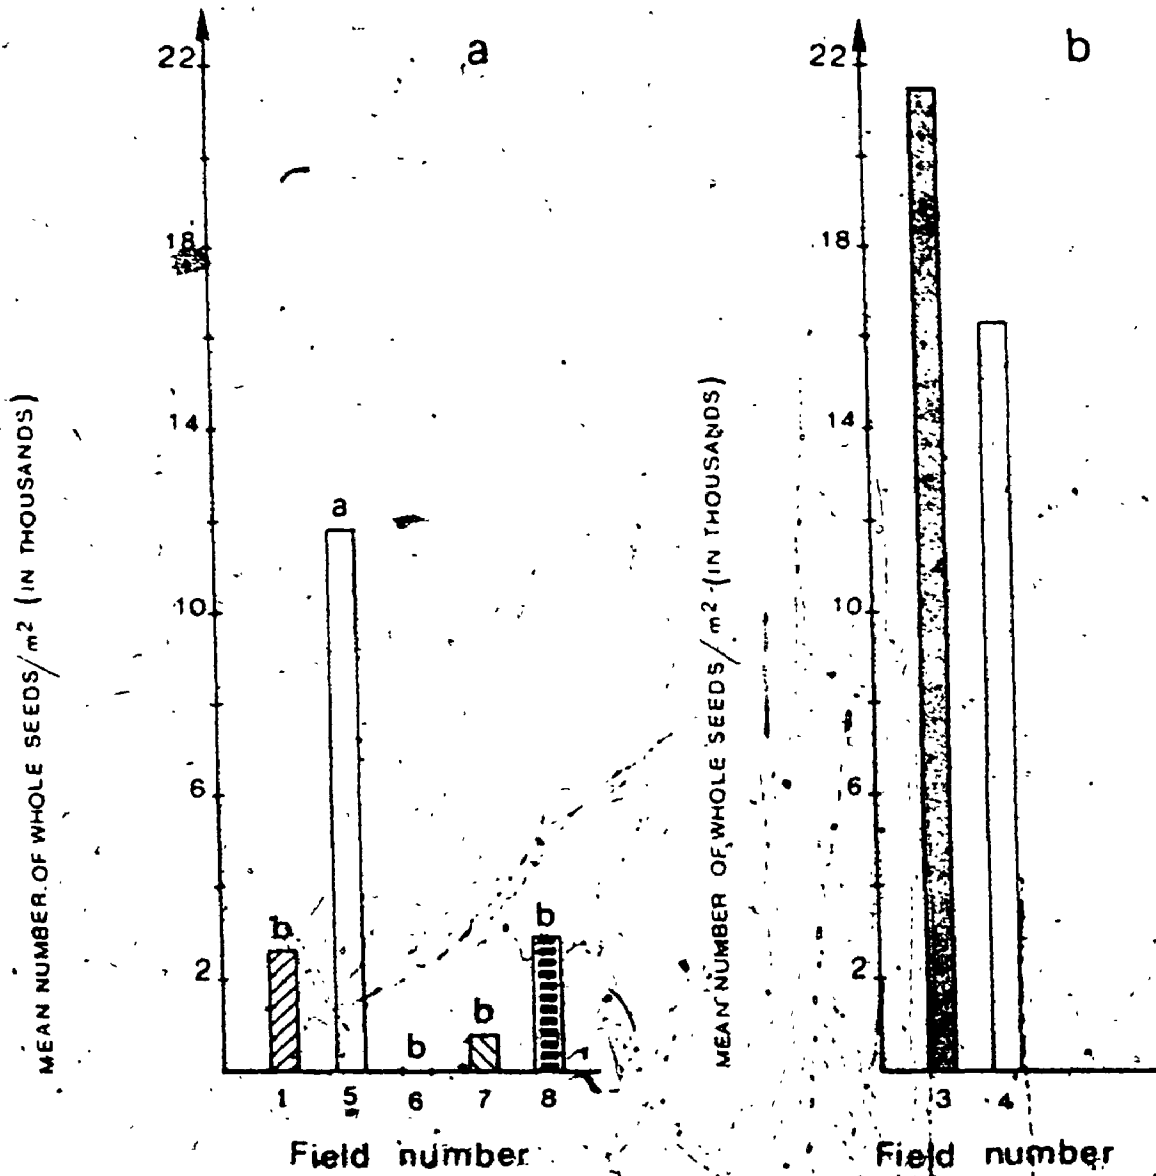 a
22
18
14
10
6
2
MEAN NUMBER OF WHOLE SEEDS/m² (IN THOUSANDS)
b
a
b
b
b
1 5 6 7 8
Field number
b
22
18
14
10
6
2
MEAN NUMBER OF WHOLE SEEDS/m² (IN THOUSANDS)
3 4
Field number